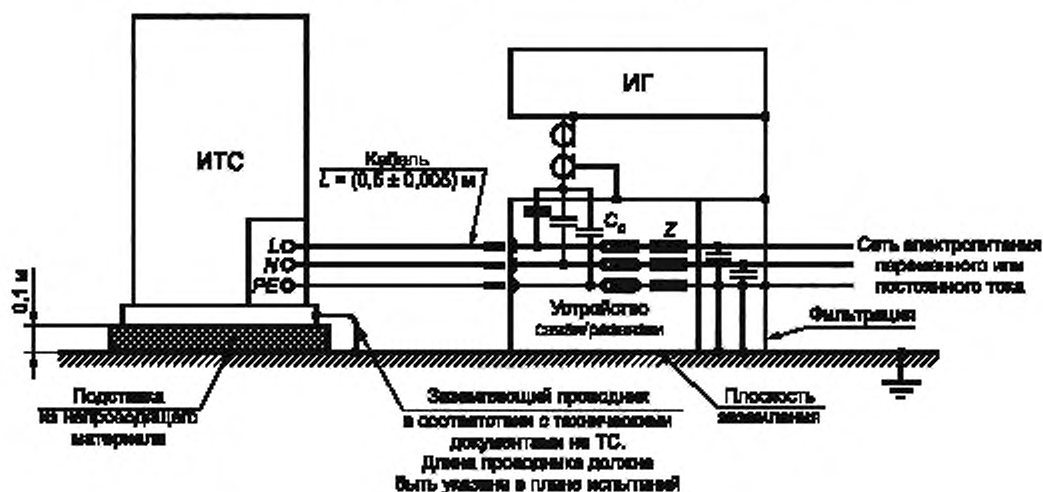 ИГ
ИТС
Кабель
L = (0,5 ± 0,005) м
Cc
Z
L
N
PE
Сеть электропитания
переменного или
постоянного тока
0,1 м
Устройство
связи/развязки
Фильтрация
Подставка
из непроводящего
материала
Заземляющий проводник
в соответствии с техническими
документами на ТС.
Длина проводника должна
быть указана в плане испытаний
Плоскость
заземления